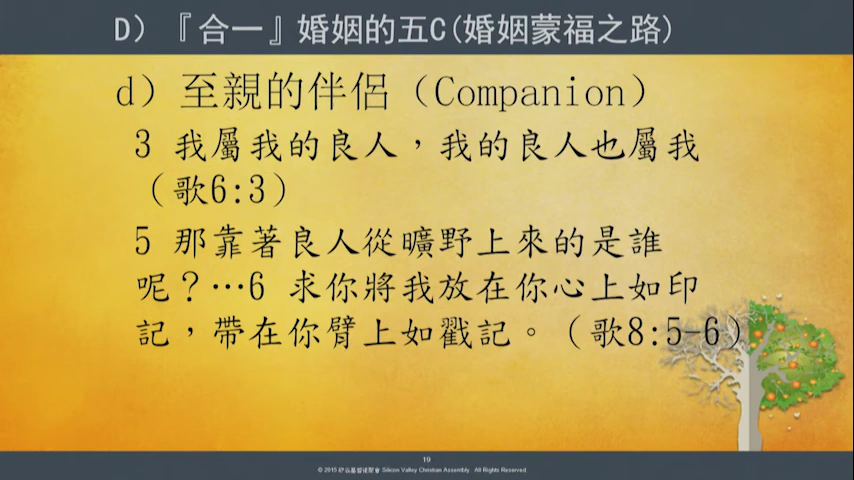 D) 『合一』婚姻的五C(婚姻蒙福之路)
d) 至親的伴侶 (Companion)
3 我屬我的良人，我的良人也屬我
(歌6:3)
5 那靠著良人從曠野上來的是誰
呢？…6 求你將我放在你心上如印
記，帶在你臂上如戳記。(歌8:5-6)
19
© 2015 矽谷基督徒聚會 Silicon Valley Christian Assembly. All Rights Reserved.